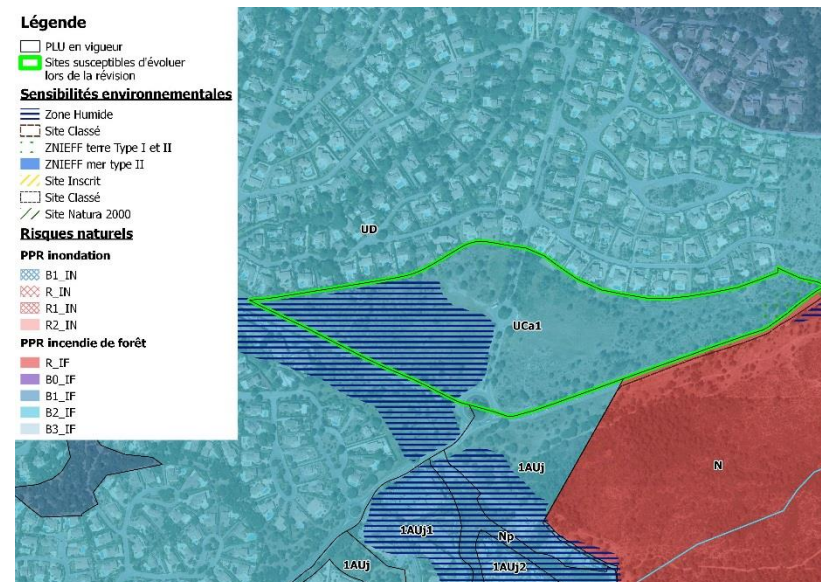 Légende
PLU en vigueur
Sites susceptibles d'évoluer
lors de la révision
Sensibilités environnementales
Zone Humide
Site Classé
ZNIEFF terre Type I et II
ZNIEFF mer type II
Site Inscrit
Site Classé
Site Natura 2000
Risques naturels
PPR inondation
B1_IN
R_IN
R1_IN
R2_IN
PPR incendie de forêt
R_IF
B0_IF
B1_IF
B2_IF
B3_IF
UD
UCa1
1AUj
N
1AUj1
Np
1AUj
1AUj2